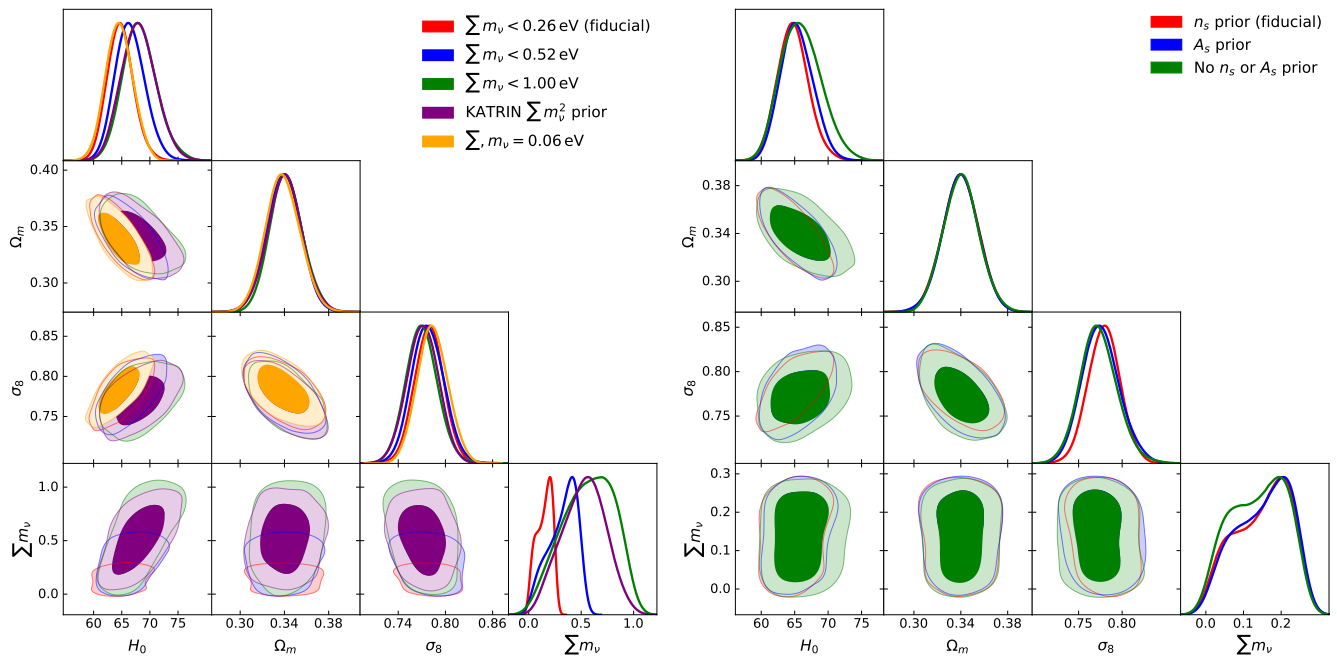 ∑ mν < 0.26 eV (fiducial)
∑ mν < 0.52 eV
∑ mν < 1.00 eV
KATRIN ∑ mν² prior
∑, mν = 0.06 eV
0.40
0.35
0.30
Ωm
0.85
0.80
0.75
σ8
1.0
0.5
0.0
∑ mν
60 65 70 75
H0
0.30 0.34 0.38
Ωm
0.74 0.80 0.86
σ8
0.0 0.5 1.0
∑ mν
ns prior (fiducial)
As prior
No ns or As prior
0.38
0.34
0.30
Ωm
0.85
0.80
0.75
σ8
0.3
0.2
0.1
0.0
∑ mν
60 65 70 75
H0
0.30 0.34 0.38
Ωm
0.75 0.80
σ8
0.0 0.1 0.2
∑ mν